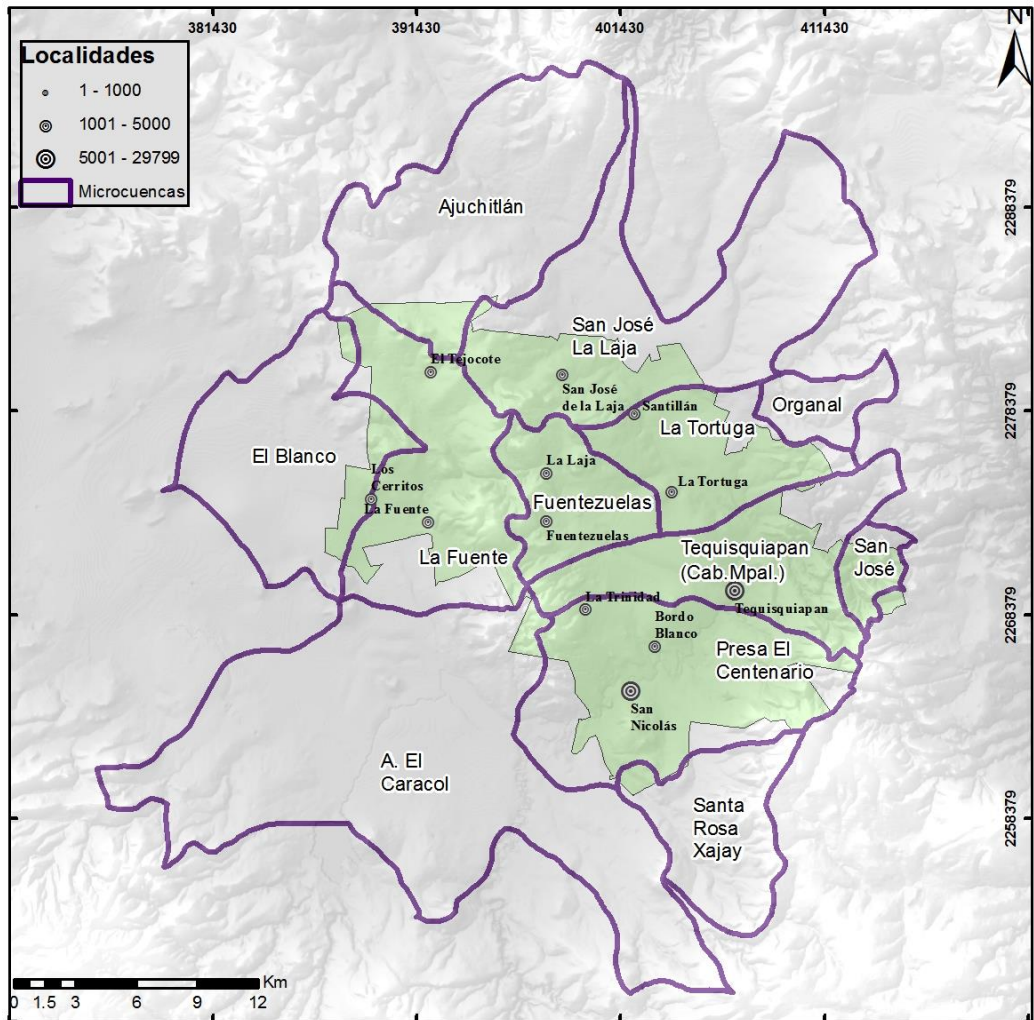 381430
391430
401430
411430
N
Localidades
1 - 1000
1001 - 5000
5001 - 29799
Microcuencas
2288379
Ajuchitlán
San José
La Laja
El Tejocote
San José
de la Laja
Santillán
Organal
2278379
La Tortuga
El Blanco
Los
Cerritos
La Fuente
La Laja
La Tortuga
Fuentezuelas
Fuentezuelas
La Fuente
Tequisquiapan
(Cab.Mpal.)
San
José
Tequisquiapan
2268379
La Trinidad
Bordo
Blanco
Presa El
Centenario
San
Nicolás
A. El
Caracol
Santa
Rosa
Xajay
2258379
Km
0 1.5 3 6 9 12